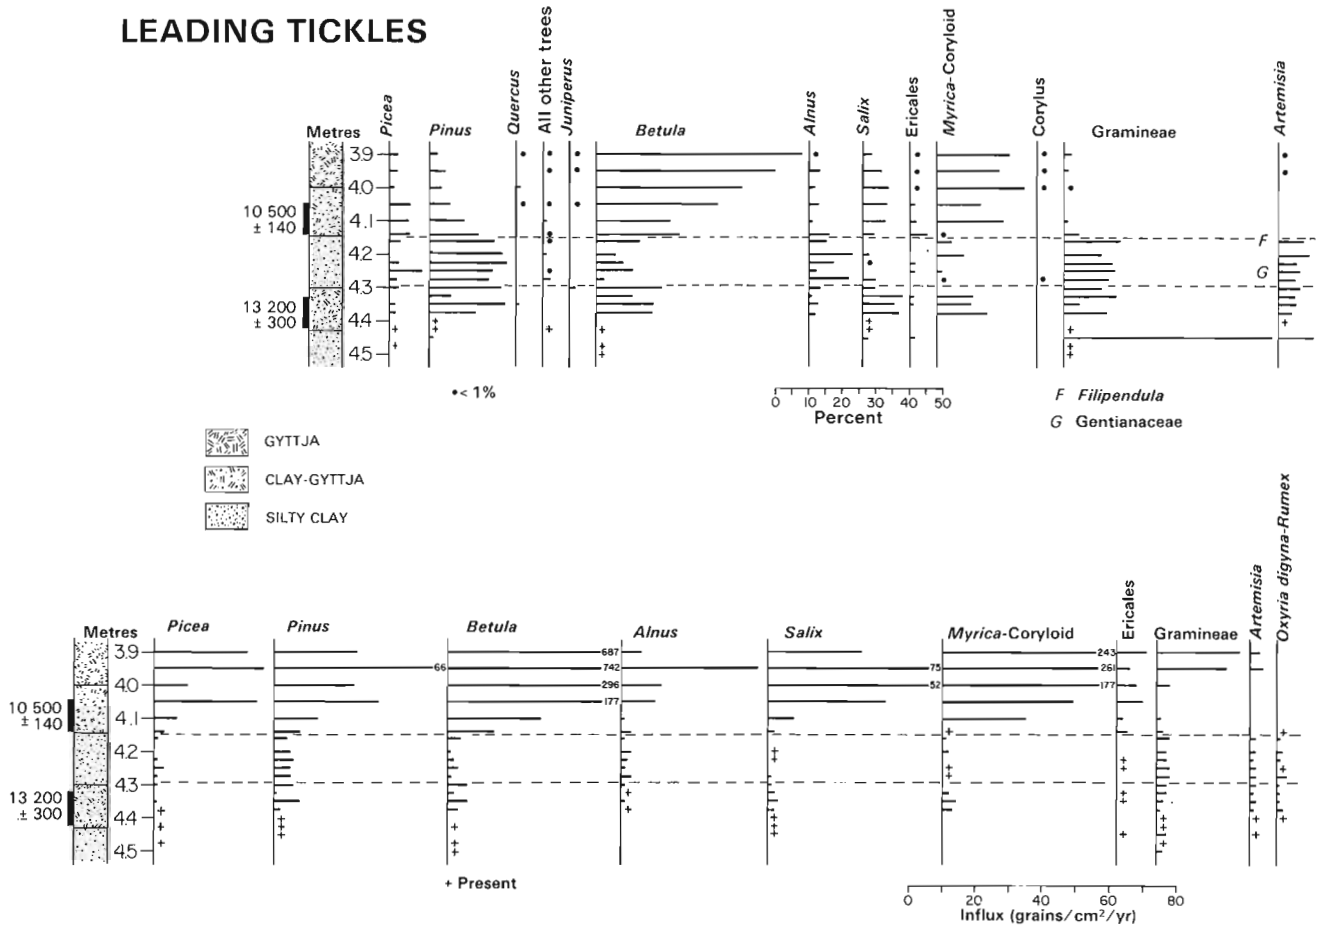 LEADING TICKLES
Metres
Picea
Pinus
Quercus
All other trees
Juniperus
Betula
Alnus
Salix
Ericales
Myrica-Coryloid
Corylus
Gramineae
Artemisia
3.9
4.0
4.1
4.2
4.3
4.4
4.5
10 500
± 140
13 200
± 300
F
G
•< 1%
0 10 20 30 40 50
Percent
F Filipendula
G Gentianaceae
GYTTJA
CLAY-GYTTJA
SILTY CLAY
Metres
Picea
Pinus
Betula
Alnus
Salix
Myrica-Coryloid
Ericales
Gramineae
Artemisia
Oxyria digyna-Rumex
3.9
4.0
4.1
4.2
4.3
4.4
4.5
10 500
± 140
13 200
± 300
687 243
66 742 75 261
296 52 177
177
+ Present
0 20 40 60 80
Influx (grains/cm²/yr)